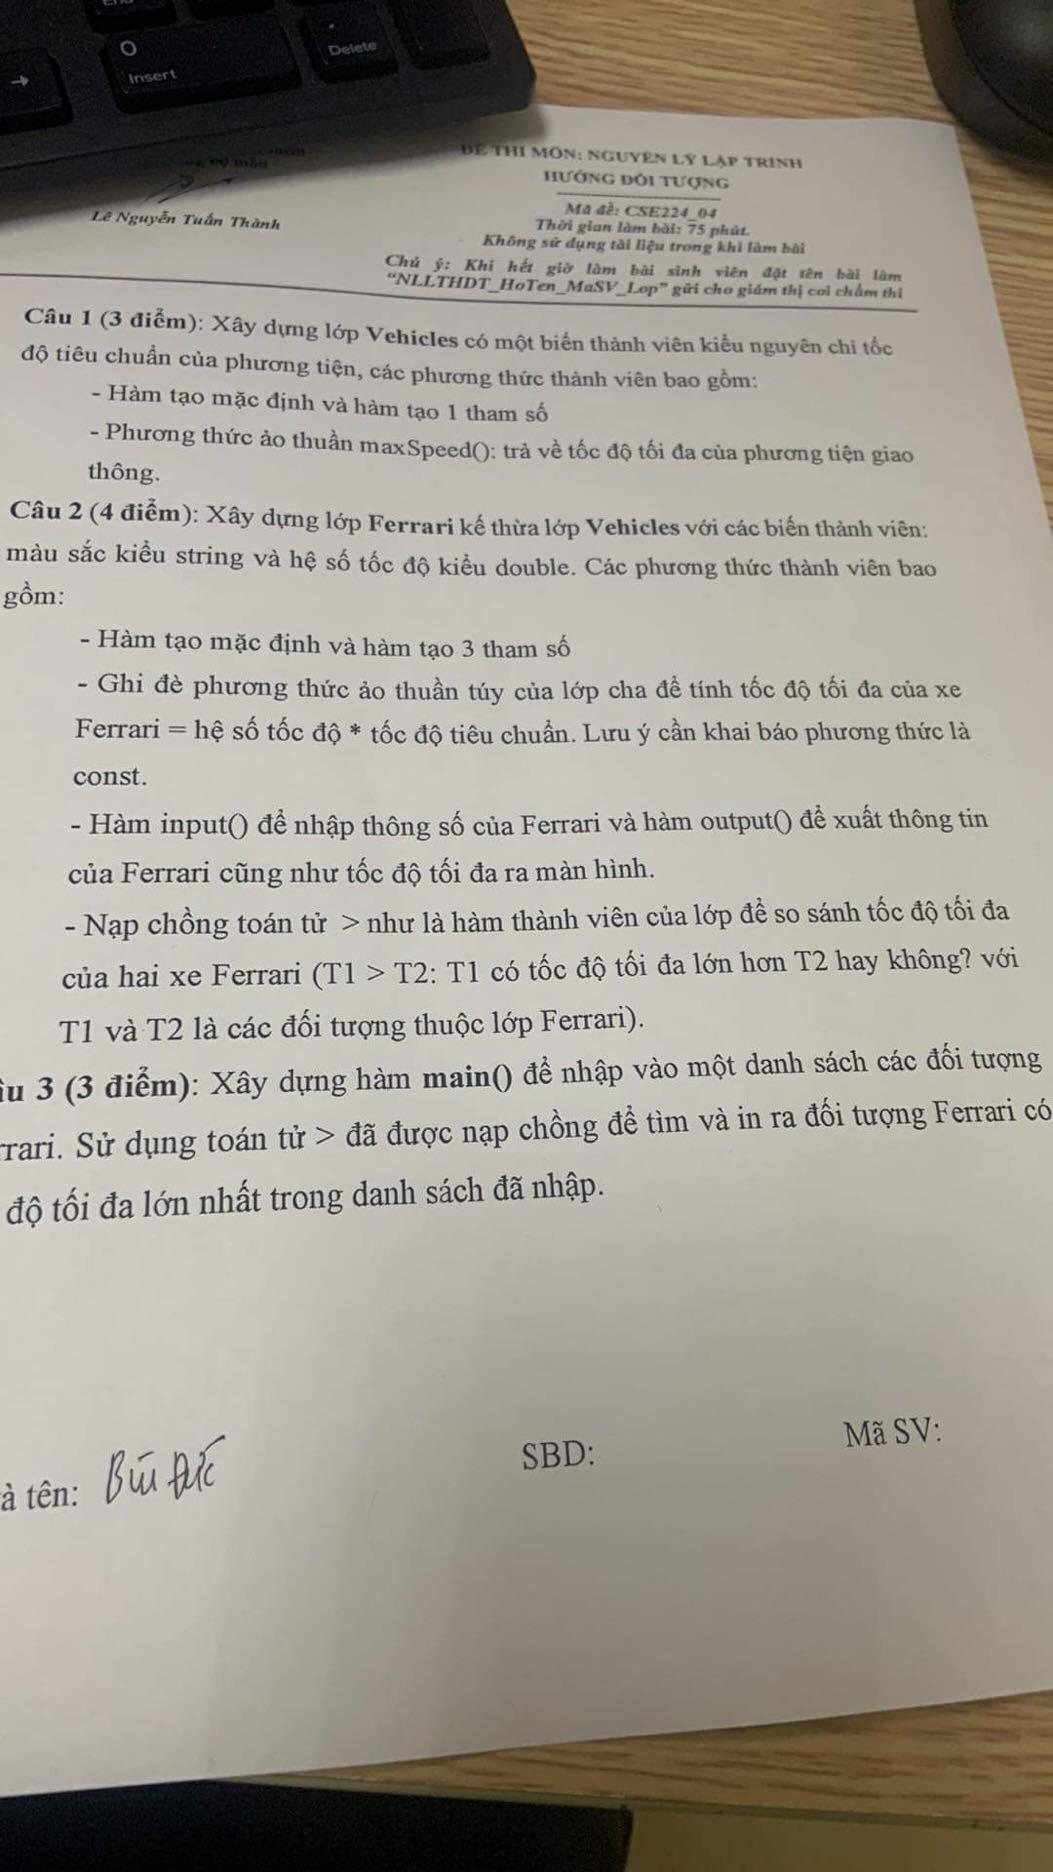 Insert
Delete
ĐỀ THI MÔN: NGUYÊN LÝ LẬP TRÌNH
HƯỚNG ĐỐI TƯỢNG
Lê Nguyễn Tuấn Thành
Mã đề: CSE224_04
Thời gian làm bài: 75 phút.
Không sử dụng tài liệu trong khi làm bài
Chú ý: Khi hết giờ làm bài sinh viên đặt tên bài làm
“NLLTHDT_HoTen_MaSV_Lop” gửi cho giám thị coi chấm thi
Câu 1 (3 điểm): Xây dựng lớp Vehicles có một biến thành viên kiểu nguyên chỉ tốc
độ tiêu chuẩn của phương tiện, các phương thức thành viên bao gồm:
- Hàm tạo mặc định và hàm tạo 1 tham số
- Phương thức ảo thuần maxSpeed(): trả về tốc độ tối đa của phương tiện giao
thông.
Câu 2 (4 điểm): Xây dựng lớp Ferrari kế thừa lớp Vehicles với các biến thành viên:
màu sắc kiểu string và hệ số tốc độ kiểu double. Các phương thức thành viên bao
gồm:
- Hàm tạo mặc định và hàm tạo 3 tham số
- Ghi đè phương thức ảo thuần túy của lớp cha để tính tốc độ tối đa của xe
Ferrari = hệ số tốc độ * tốc độ tiêu chuẩn. Lưu ý cần khai báo phương thức là
const.
- Hàm input() để nhập thông số của Ferrari và hàm output() để xuất thông tin
của Ferrari cũng như tốc độ tối đa ra màn hình.
- Nạp chồng toán tử > như là hàm thành viên của lớp để so sánh tốc độ tối đa
của hai xe Ferrari (T1 > T2: T1 có tốc độ tối đa lớn hơn T2 hay không? với
T1 và T2 là các đối tượng thuộc lớp Ferrari).
u 3 (3 điểm): Xây dựng hàm main() để nhập vào một danh sách các đối tượng
rrari. Sử dụng toán tử > đã được nạp chồng để tìm và in ra đối tượng Ferrari có
độ tối đa lớn nhất trong danh sách đã nhập.
à tên: Bùi Đức
SBD:
Mã SV: